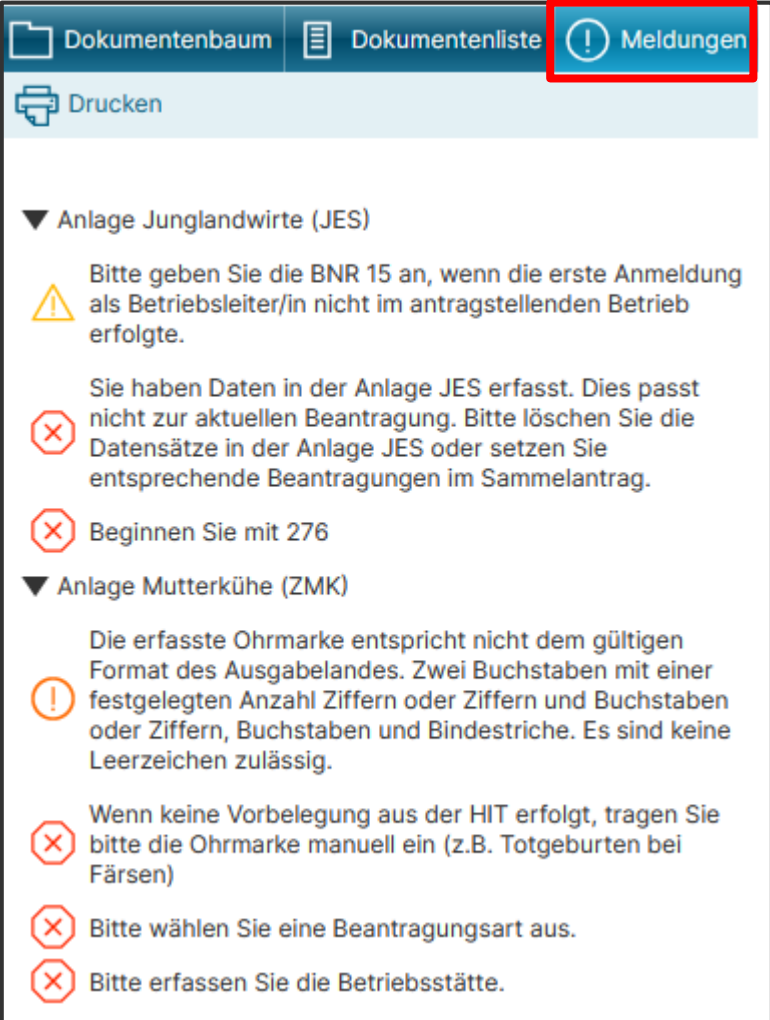 Dokumentenbaum Dokumentenliste Meldungen
Drucken
Anlage Junglandwirte (JES)
Bitte geben Sie die BNR 15 an, wenn die erste Anmeldung
als Betriebsleiter/in nicht im antragstellenden Betrieb
erfolgte.
Sie haben Daten in der Anlage JES erfasst. Dies passt
nicht zur aktuellen Beantragung. Bitte löschen Sie die
Datensätze in der Anlage JES oder setzen Sie
entsprechende Beantragungen im Sammelantrag.
Beginnen Sie mit 276
Anlage Mutterkühe (ZMK)
Die erfasste Ohrmarke entspricht nicht dem gültigen
Format des Ausgabelandes. Zwei Buchstaben mit einer
festgelegten Anzahl Ziffern oder Ziffern und Buchstaben
oder Ziffern, Buchstaben und Bindestriche. Es sind keine
Leerzeichen zulässig.
Wenn keine Vorbelegung aus der HIT erfolgt, tragen Sie
bitte die Ohrmarke manuell ein (z.B. Totgeburten bei
Färsen)
Bitte wählen Sie eine Beantragungsart aus.
Bitte erfassen Sie die Betriebsstätte.